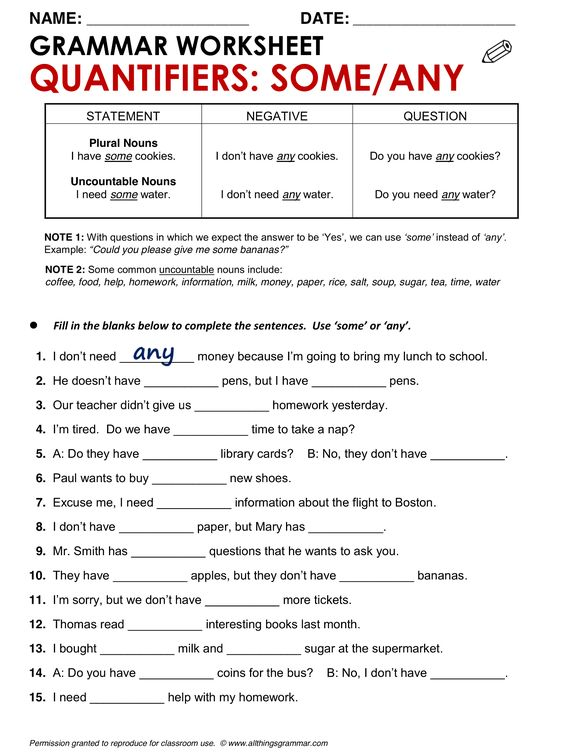 NAME: ____________________ DATE: ____________________
GRAMMAR WORKSHEET
QUANTIFIERS: SOME/ANY
STATEMENT NEGATIVE QUESTION
Plural Nouns
I have some cookies. I don't have any cookies. Do you have any cookies?
Uncountable Nouns
I need some water. I don't need any water. Do you need any water?
NOTE 1: With questions in which we expect the answer to be 'Yes', we can use 'some' instead of 'any'.
Example: "Could you please give me some bananas?"
NOTE 2: Some common uncountable nouns include:
coffee, food, help, homework, information, milk, money, paper, rice, salt, soup, sugar, tea, time, water
● Fill in the blanks below to complete the sentences. Use 'some' or 'any'.
1. I don't need any money because I'm going to bring my lunch to school.
2. He doesn't have ___________ pens, but I have ___________ pens.
3. Our teacher didn't give us ___________ homework yesterday.
4. I'm tired. Do we have ___________ time to take a nap?
5. A: Do they have ___________ library cards? B: No, they don't have ___________.
6. Paul wants to buy ___________ new shoes.
7. Excuse me, I need ___________ information about the flight to Boston.
8. I don't have ___________ paper, but Mary has ___________.
9. Mr. Smith has ___________ questions that he wants to ask you.
10. They have ___________ apples, but they don't have ___________ bananas.
11. I'm sorry, but we don't have ___________ more tickets.
12. Thomas read ___________ interesting books last month.
13. I bought ___________ milk and ___________ sugar at the supermarket.
14. A: Do you have ___________ coins for the bus? B: No, I don't have ___________.
15. I need ___________ help with my homework.
Permission granted to reproduce for classroom use. © www.allthingsgrammar.com